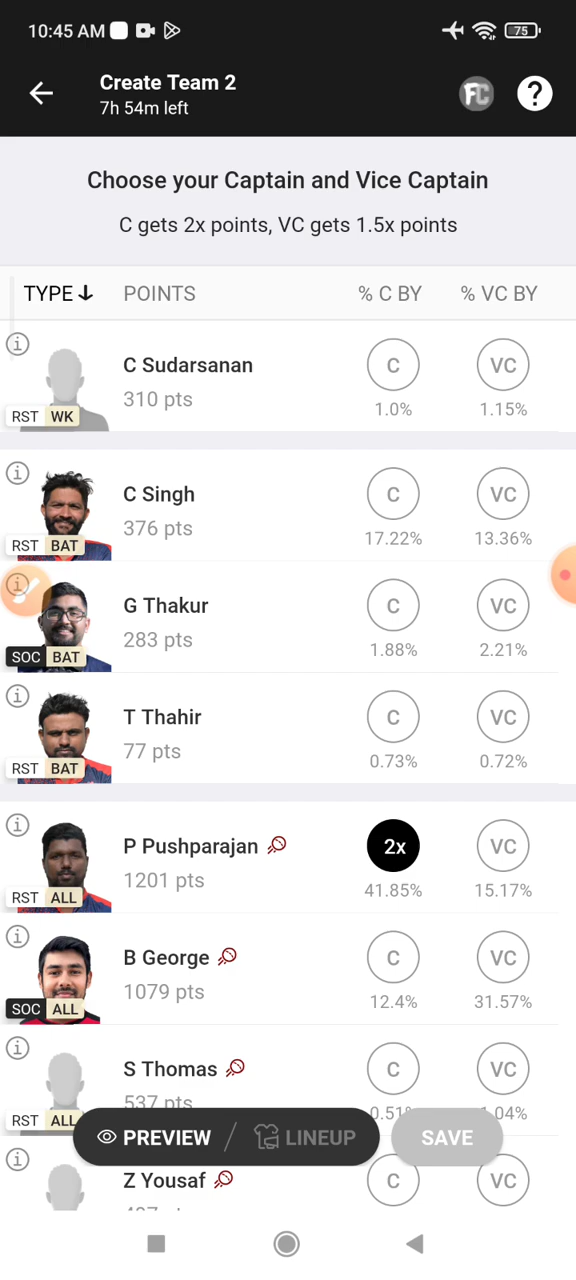 10:45 AM
75
Create Team 2
7h 54m left
FC
?
Choose your Captain and Vice Captain
C gets 2x points, VC gets 1.5x points
TYPE POINTS % C BY % VC BY
C Sudarsanan
310 pts
RST WK
C VC
1.0% 1.15%
C Singh
376 pts
RST BAT
C VC
17.22% 13.36%
G Thakur
283 pts
SOC BAT
C VC
1.88% 2.21%
T Thahir
77 pts
RST BAT
C VC
0.73% 0.72%
P Pushparajan
1201 pts
RST ALL
2x VC
41.85% 15.17%
B George
1079 pts
SOC ALL
C VC
12.4% 31.57%
S Thomas
537 pts
RST ALL
C VC
0.51%
PREVIEW / LINEUP
SAVE
Z Yousaf
C VC